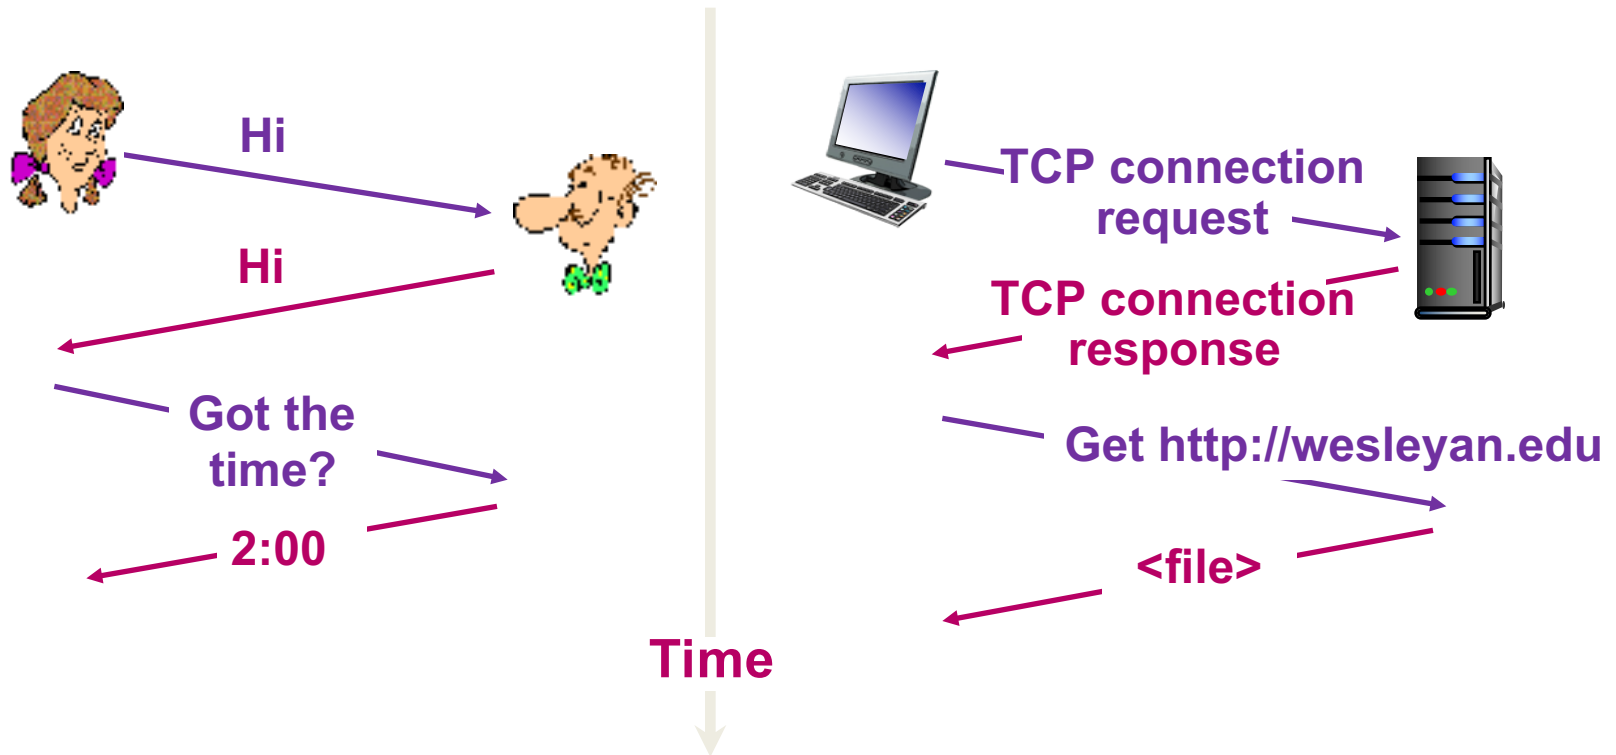 Hi
Hi
Got the
time?
2:00
TCP connection
request
TCP connection
response
Get http://wesleyan.edu
<file>
Time